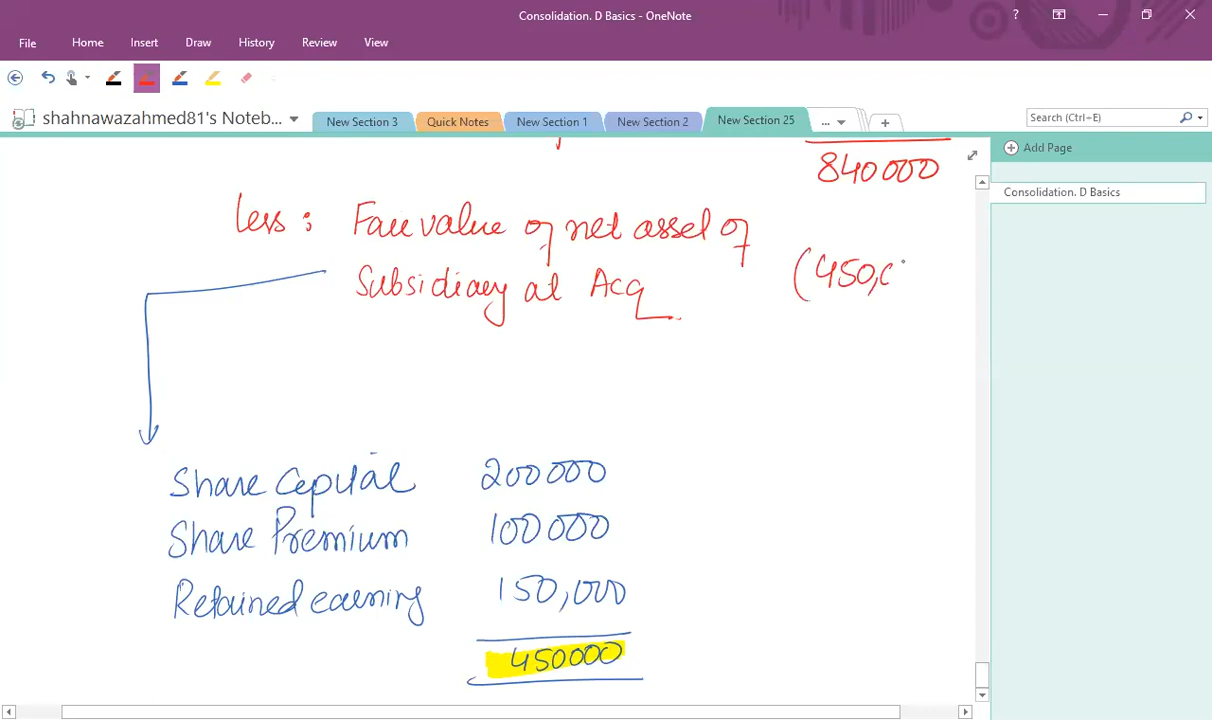 Consolidation. D Basics - OneNote
?
File Home Insert Draw History Review View
shahnawazahmed81's Noteb...
New Section 3 Quick Notes New Section 1 New Section 2 New Section 25 ...
Search (Ctrl+E)
Add Page
Consolidation. D Basics
840000
Less: Fair value of net asset of
Subsidiary at Acq (450,0
Share Capital 200000
Share Premium 100000
Retained earning 150,000
450000